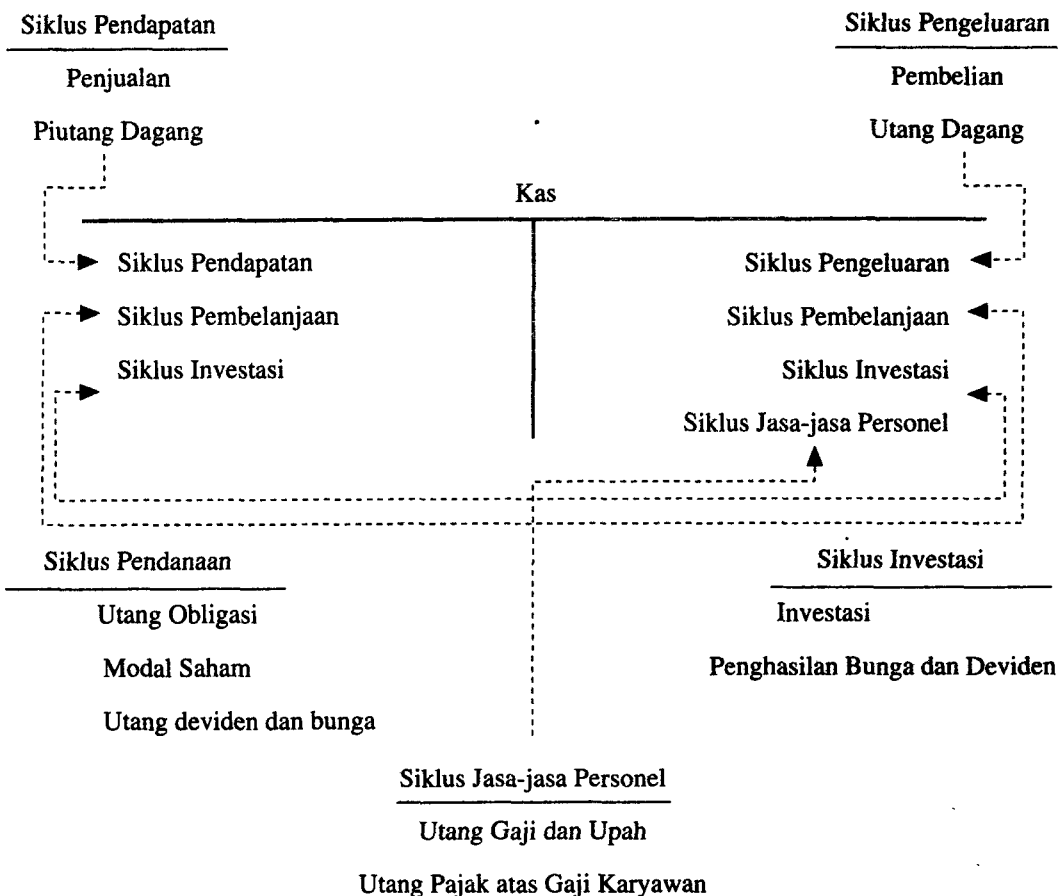 Siklus Pendapatan
Penjualan
Piutang Dagang
Siklus Pengeluaran
Pembelian
Utang Dagang
Kas
Siklus Pendapatan
Siklus Pembelanjaan
Siklus Investasi
Siklus Pengeluaran
Siklus Pembelanjaan
Siklus Investasi
Siklus Jasa-jasa Personel
Siklus Pendanaan
Utang Obligasi
Modal Saham
Utang deviden dan bunga
Siklus Investasi
Investasi
Penghasilan Bunga dan Deviden
Siklus Jasa-jasa Personel
Utang Gaji dan Upah
Utang Pajak atas Gaji Karyawan